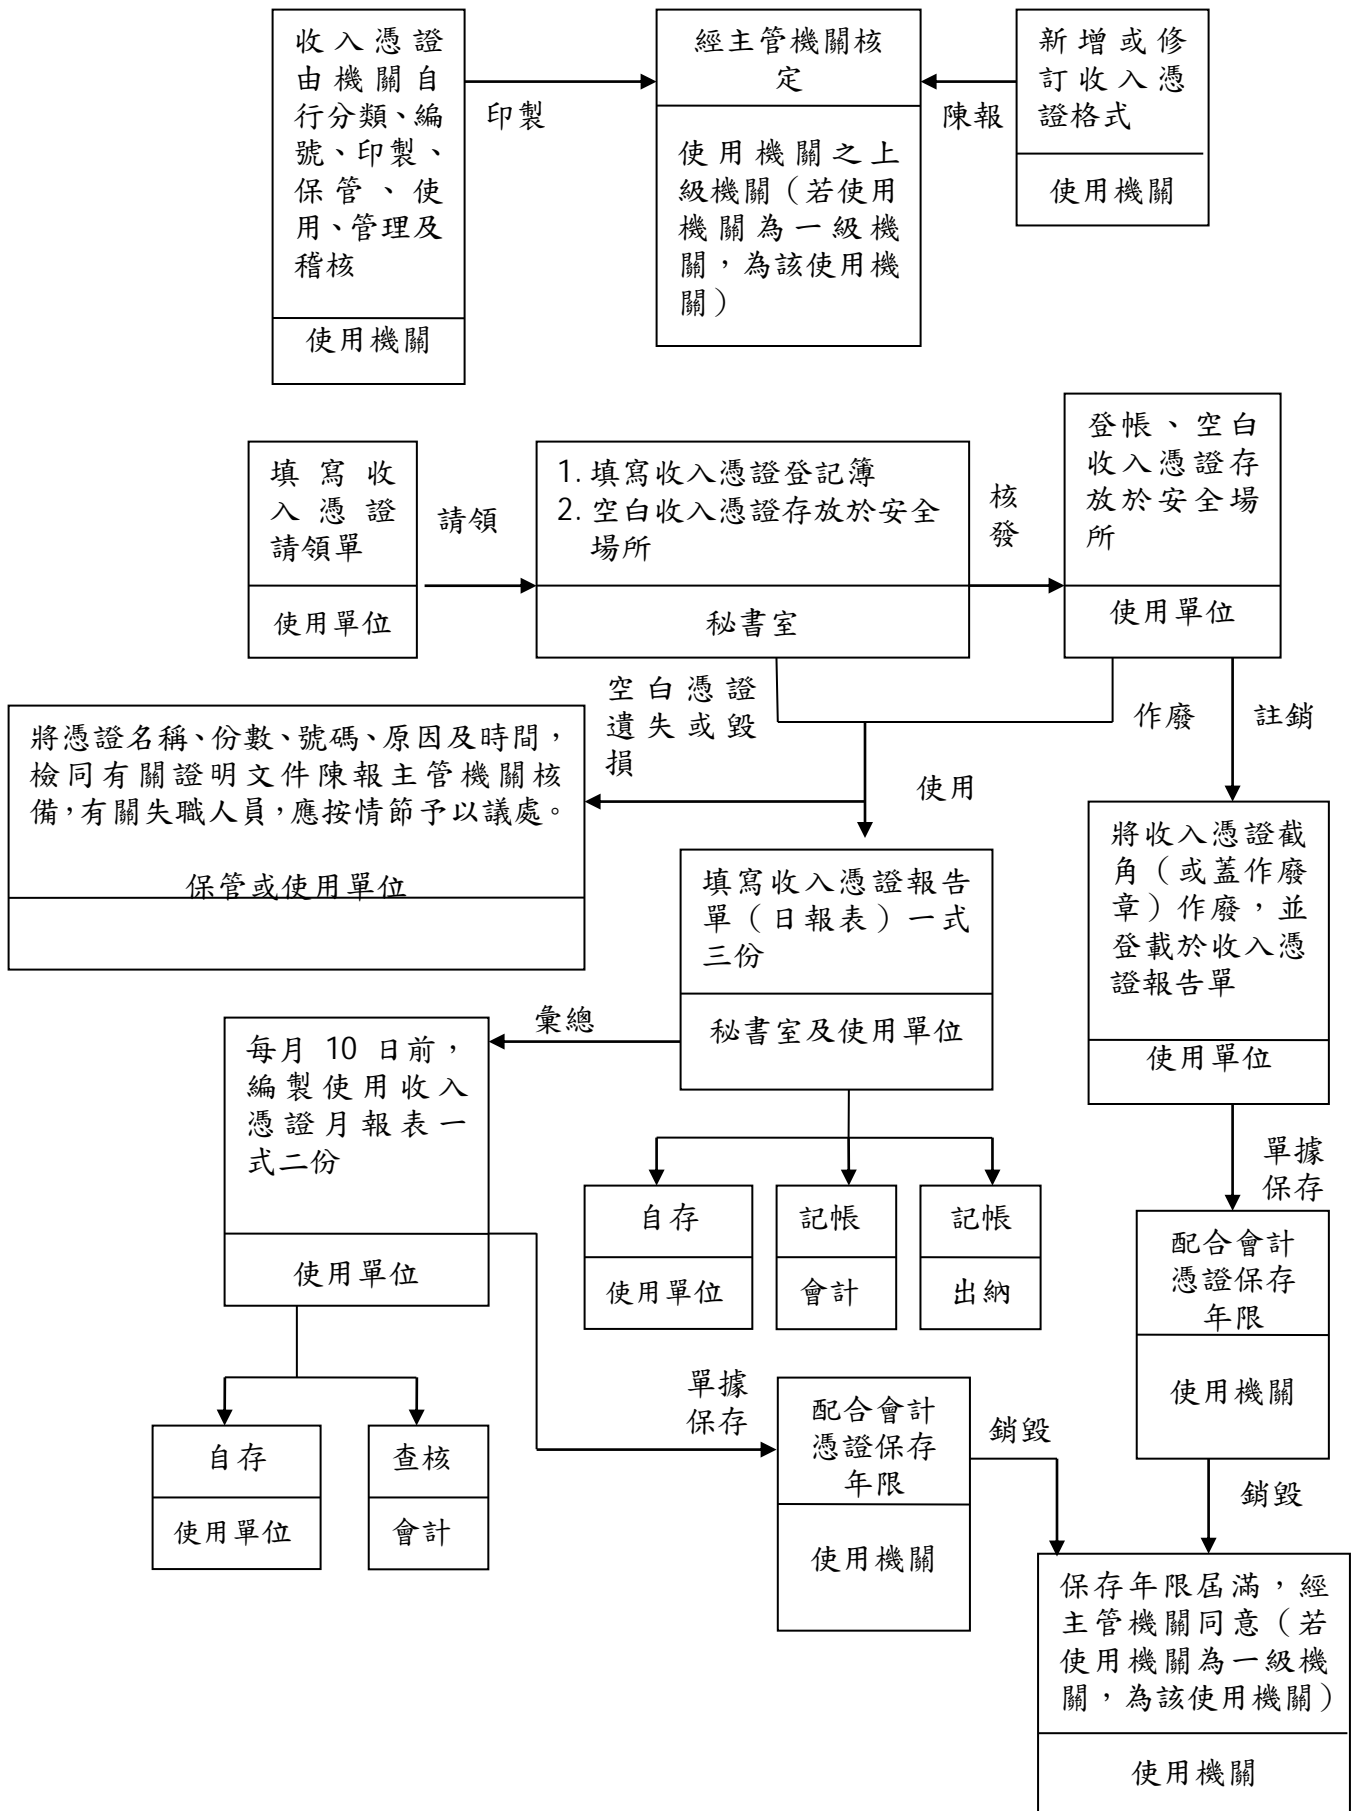 收入憑證
由機關自
行分類、編
號、印製、
保管、使
用、管理及
稽核
使用機關
印製
經主管機關核
定
使用機關之上
級機關（若使用
機關為一級機
關，為該使用機
關）
陳報
新增或修
訂收入憑
證格式
使用機關
填寫收
入憑證
請領單
使用單位
請領
1.填寫收入憑證登記簿
2.空白收入憑證存放於安全
場所
秘書室
核
發
登帳、空白
收入憑證存
放於安全場
所
使用單位
空白憑證
遺失或毀
損
作廢
註銷
將憑證名稱、份數、號碼、原因及時間，
檢同有關證明文件陳報主管機關核
備，有關失職人員，應按情節予以議處。
保管或使用單位
使用
填寫收入憑證報告
單（日報表）一式
三份
秘書室及使用單位
將收入憑證截
角（或蓋作廢
章）作廢，並
登載於收入憑
證報告單
使用單位
彙總
每月 10 日前，
編製使用收入
憑證月報表一
式二份
使用單位
自存
使用單位
記帳
會計
記帳
出納
單據
保存
配合會計
憑證保存
年限
使用機關
自存
使用單位
查核
會計
單據
保存
配合會計
憑證保存
年限
使用機關
銷毀
銷毀
保存年限屆滿，經
主管機關同意（若
使用機關為一級機
關，為該使用機關）
使用機關